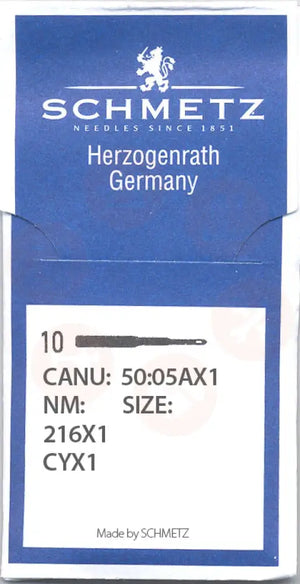 SCHMETZ
NEEDLES SINCE 1851
Herzogenrath
Germany
10
CANU: 50:05AX1
NM: SIZE:
216X1
CYX1
Made by SCHMETZ